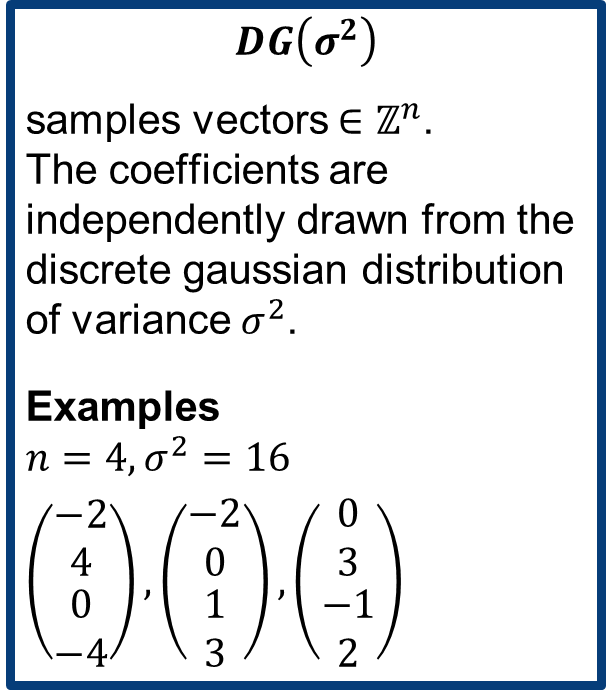 DG(σ²)
samples vectors ∈ ℤⁿ.
The coefficients are
independently drawn from the
discrete gaussian distribution
of variance σ².
Examples
n = 4, σ² = 16
(−2 4 0 −4), (−2 0 1 3), (0 3 −1 2)